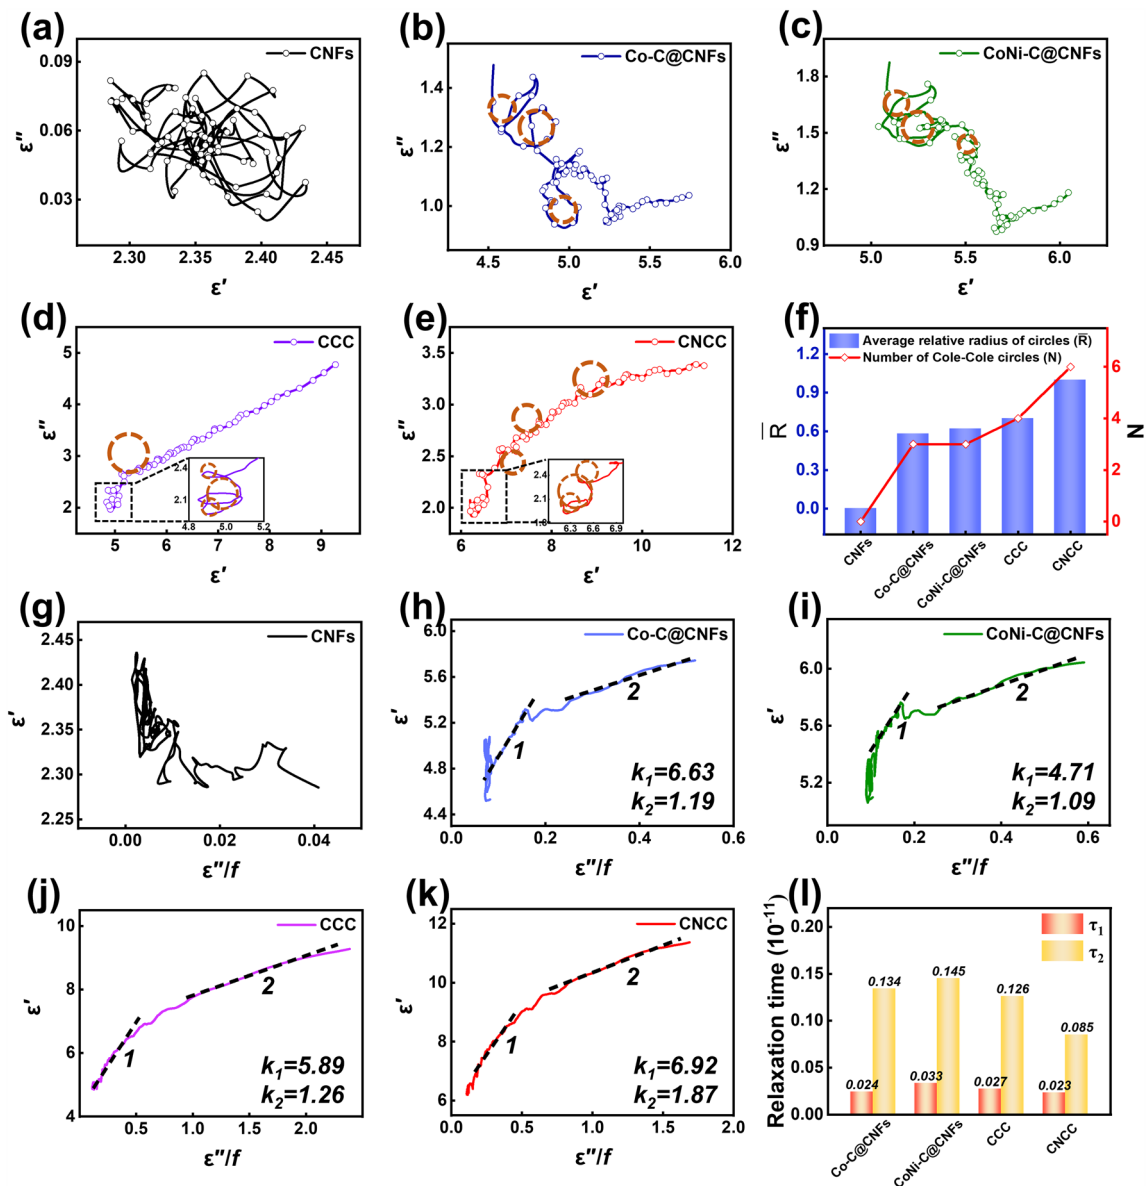 (a)
CNFs
0.09
0.06
0.03
ε″
2.30
2.35
2.40
2.45
ε′
(b)
Co-C@CNFs
1.4
1.2
1.0
ε″
4.5
5.0
5.5
6.0
ε′
(c)
CoNi-C@CNFs
1.8
1.5
1.2
0.9
ε″
5.0
5.5
6.0
ε′
(d)
CCC
5
4
3
2
ε″
2.4
2.1
4.8
5.0
5.2
5
6
7
8
9
ε′
(e)
CNCC
3.5
3.0
2.5
2.0
ε″
2.4
2.1
1.8
6.3
6.6
6.9
6
8
10
12
ε′
(f)
Average relative radius of circles (R̅)
Number of Cole-Cole circles (N)
1.2
0.9
0.6
0.3
0.0
R̅
6
4
2
0
N
CNFs
Co-C@CNFs
CoNi-C@CNFs
CCC
CNCC
(g)
CNFs
2.45
2.40
2.35
2.30
2.25
ε′
0.00
0.02
0.04
ε″/f
(h)
Co-C@CNFs
6.0
5.6
5.2
4.8
4.4
ε′
1
2
k1=6.63
k2=1.19
0.0
0.2
0.4
0.6
ε″/f
(i)
CoNi-C@CNFs
6.0
5.6
5.2
ε′
1
2
k1=4.71
k2=1.09
0.0
0.2
0.4
0.6
ε″/f
(j)
CCC
10
8
6
4
ε′
1
2
k1=5.89
k2=1.26
0.5
1.0
1.5
2.0
ε″/f
(k)
CNCC
12
10
8
6
ε′
1
2
k1=6.92
k2=1.87
0.0
0.5
1.0
1.5
2.0
ε″/f
(l)
τ1
τ2
Relaxation time (10-11)
0.20
0.15
0.10
0.05
0.00
0.024
0.134
0.033
0.145
0.027
0.126
0.023
0.085
Co-C@CNFs
CoNi-C@CNFs
CCC
CNCC